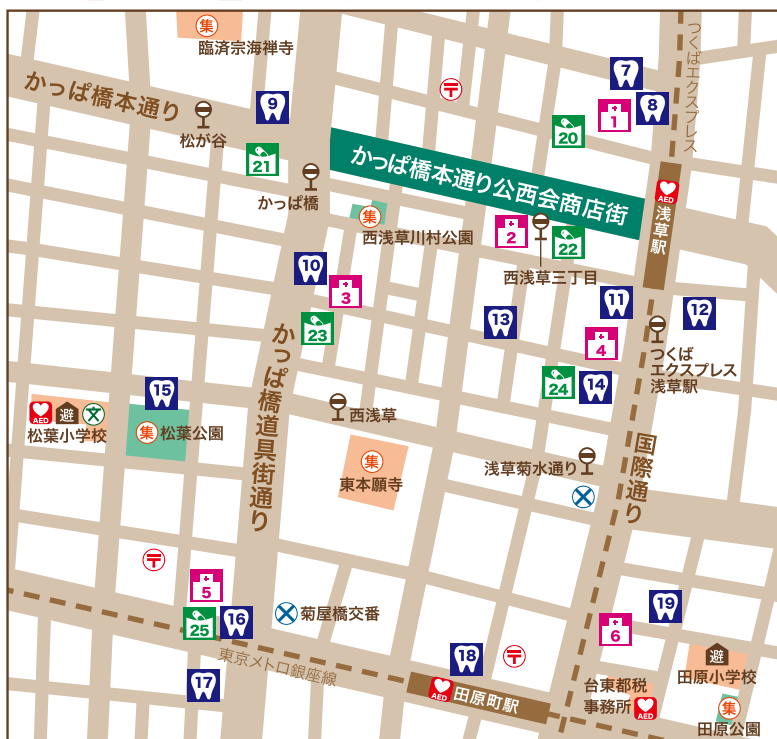 集
臨済宗海禅寺
つくばエクスプレス
7
〒
8
9
かっぱ橋本通り
松が谷
1
20
21
かっぱ橋本通り公西会商店街
かっぱ橋
AED
浅草駅
集
西浅草川村公園
2
22
西浅草三丁目
10
3
11
12
13
23
4
つくば
エクスプレス
浅草駅
かっぱ橋道具街通り
24
14
15
西浅草
AED
避
文
松葉小学校
集
松葉公園
集
東本願寺
浅草菊水通り
国際通り
〒
5
25
16
菊屋橋交番
19
6
東京メトロ銀座線
17
18
〒
AED
田原町駅
避
田原小学校
台東都税
事務所
AED
集
田原公園